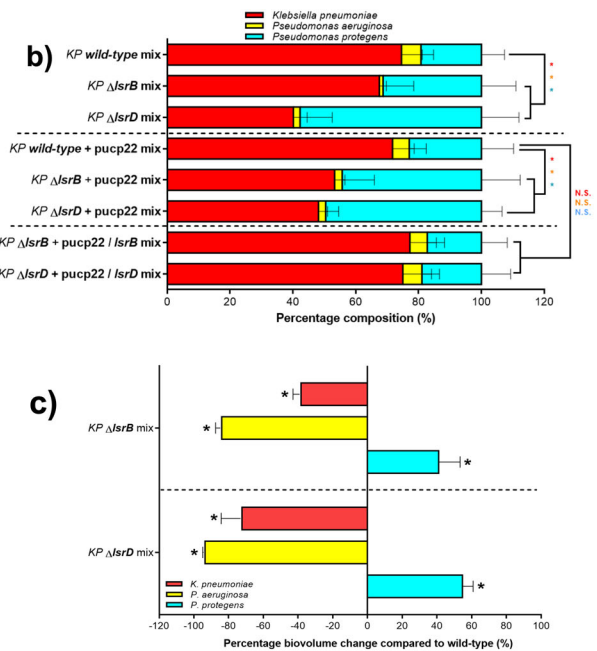 Klebsiella pneumoniae
Pseudomonas aeruginosa
Pseudomonas protegens
b)
KP wild-type mix
KP ΔlsrB mix
KP ΔlsrD mix
KP wild-type + pucp22 mix
KP ΔlsrB + pucp22 mix
KP ΔlsrD + pucp22 mix
KP ΔlsrB + pucp22 / lsrB mix
KP ΔlsrD + pucp22 / lsrD mix
*
*
*
*
*
*
N.S.
N.S.
N.S.
0 20 40 60 80 100 120
Percentage composition (%)
c)
KP ΔlsrB mix
KP ΔlsrD mix
*
*
*
*
*
*
K. pneumoniae
P. aeruginosa
P. protegens
-120 -100 -80 -60 -40 -20 0 20 40 60 80 100
Percentage biovolume change compared to wild-type (%)